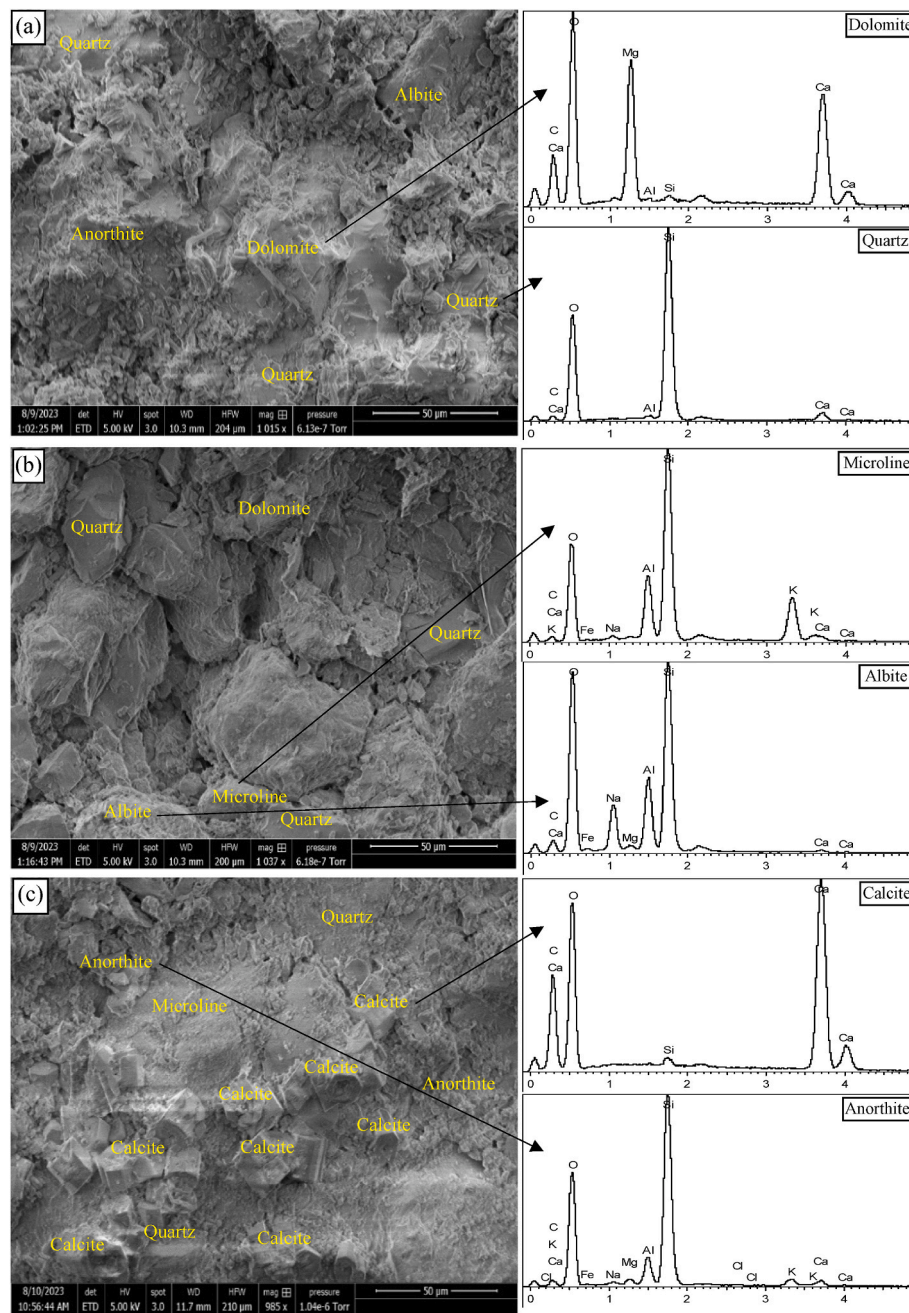 (a)
Quartz
Albite
Anorthite
Dolomite
Quartz
Quartz
8/9/2023 det HV spot WD HFW mag ⊞ pressure 50 µm
1:02:25 PM ETD 5.00 kV 3.0 10.3 mm 204 µm 1 015 x 6.13e-7 Torr
Dolomite
O
Mg
Ca
C
Ca
Al Si
Ca
0 1 2 3 4
Quartz
Si
O
C
Ca
Al
Ca
Ca
0 1 2 3 4
(b)
Quartz
Dolomite
Quartz
Microline
Albite
Quartz
8/9/2023 det HV spot WD HFW mag ⊞ pressure 50 µm
1:16:43 PM ETD 5.00 kV 3.0 10.3 mm 200 µm 1 037 x 6.18e-7 Torr
Microline
Si
O
Al
K
C
Ca
K
Fe
Na
K
Ca
Ca
0 1 2 3 4
Albite
O
Si
Al
Na
C
Ca
Fe
Mg
Ca Ca
0 1 2 3 4
(c)
Quartz
Anorthite
Microline
Calcite
Calcite
Anorthite
Calcite
Calcite
Calcite
Calcite
Calcite
Quartz
Calcite
8/10/2023 det HV spot WD HFW mag ⊞ pressure 50 µm
10:56:44 AM ETD 5.00 kV 3.0 11.7 mm 210 µm 985 x 1.04e-6 Torr
Calcite
Ca
O
C
Ca
Si
Ca
0 1 2 3 4
Anorthite
Si
O
C
K
Ca
Cl
Fe
Na
Mg
Al
Cl
Cl
K
K
Ca
Ca
0 1 2 3 4